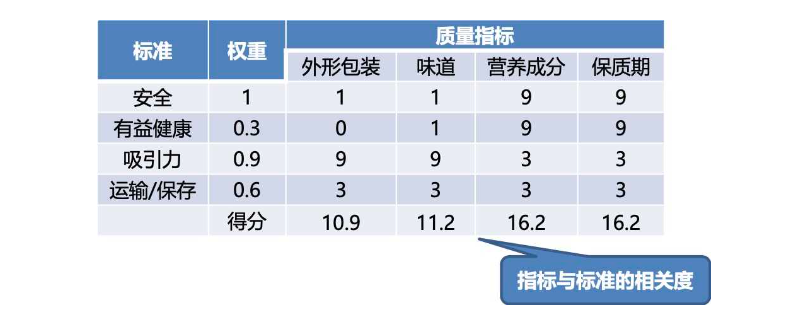 标准 权重 质量指标
外形包装 味道 营养成分 保质期
安全 1 1 1 9 9
有益健康 0.3 0 1 9 9
吸引力 0.9 9 9 3 3
运输/保存 0.6 3 3 3 3
得分 10.9 11.2 16.2 16.2
指标与标准的相关度